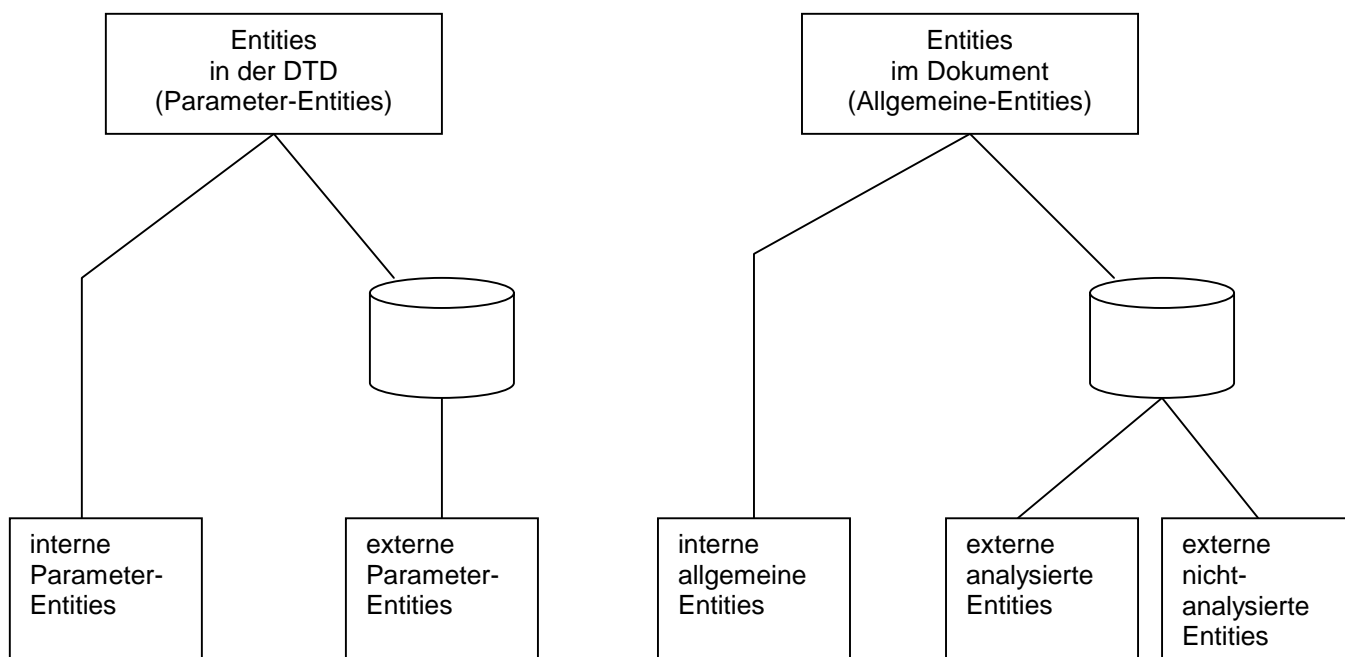 Entities
in der DTD
(Parameter-Entities)
Entities
im Dokument
(Allgemeine-Entities)
interne
Parameter-
Entities
externe
Parameter-
Entities
interne
allgemeine
Entities
externe
analysierte
Entities
externe
nicht-
analysierte
Entities